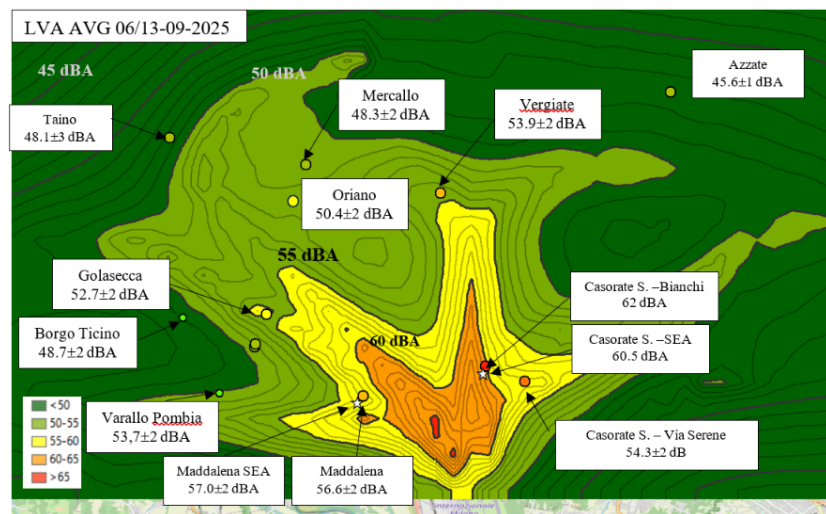 LVA AVG 06/13-09-2025
45 dBA
50 dBA
Azzate
45.6±1 dBA
Mercallo
48.3±2 dBA
Vergiate
53.9±2 dBA
Taino
48.1±3 dBA
Oriano
50.4±2 dBA
55 dBA
Golasecca
52.7±2 dBA
Casorate S. –Bianchi
62 dBA
Borgo Ticino
48.7±2 dBA
60 dBA
Casorate S. –SEA
60.5 dBA
<50
50-55
55-60
60-65
>65
Varallo Pombia
53,7±2 dBA
Casorate S. – Via Serene
54.3±2 dB
Maddalena SEA
57.0±2 dBA
Maddalena
56.6±2 dBA
Internazionale